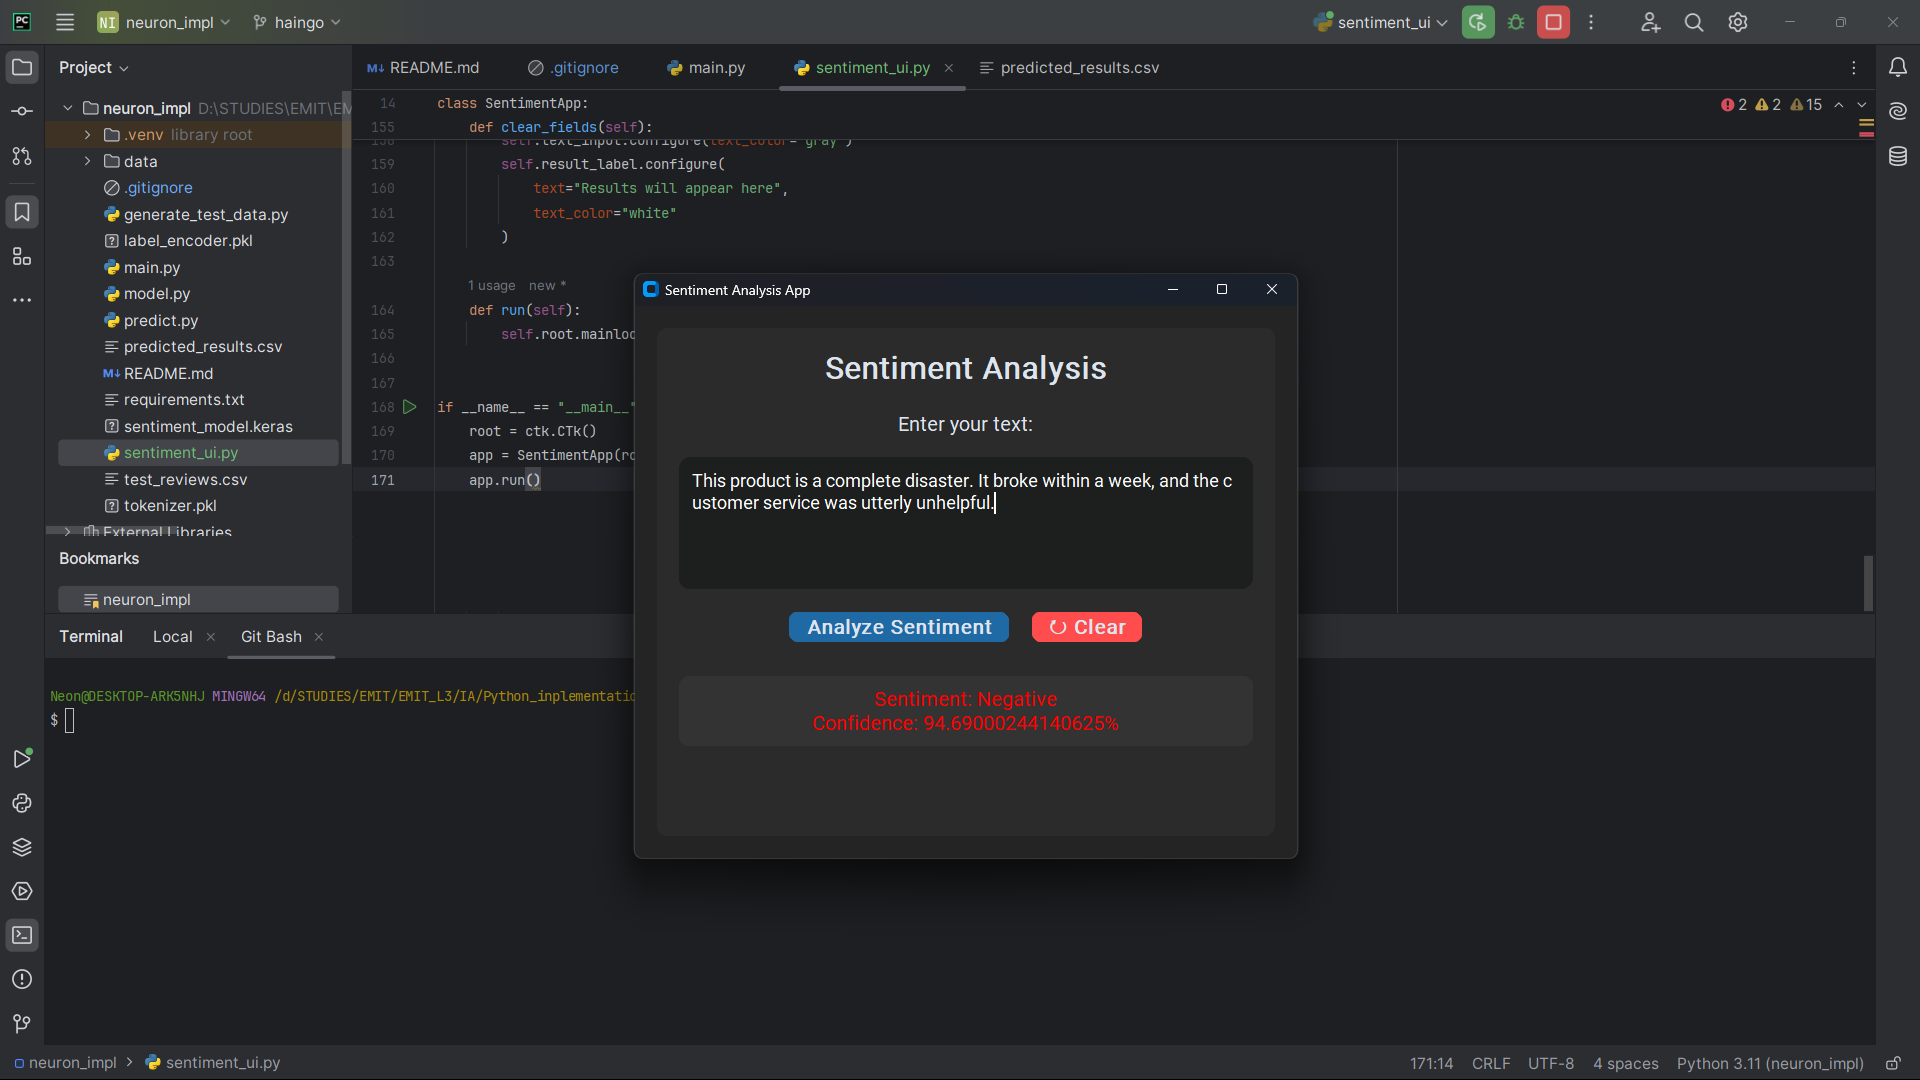 PC
NI neuron_impl
haingo
sentiment_ui
Project
README.md
.gitignore
main.py
sentiment_ui.py
predicted_results.csv
neuron_impl D:\STUDIES\EMIT\EM
.venv library root
data
.gitignore
generate_test_data.py
label_encoder.pkl
main.py
model.py
predict.py
predicted_results.csv
README.md
requirements.txt
sentiment_model.keras
sentiment_ui.py
test_reviews.csv
tokenizer.pkl
External Libraries
Bookmarks
neuron_impl
2 2 15
14 class SentimentApp:
155 def clear_fields(self):
158 self.text_input.configure(text_color="gray")
159 self.result_label.configure(
160 text="Results will appear here",
161 text_color="white"
162 )
163
1 usage new *
164 def run(self):
165 self.root.mainloo
166
167
168 if __name__ == "__main__"
169 root = ctk.CTk()
170 app = SentimentApp(ro
171 app.run()
Sentiment Analysis App
Sentiment Analysis
Enter your text:
This product is a complete disaster. It broke within a week, and the c
ustomer service was utterly unhelpful.
Analyze Sentiment
Clear
Sentiment: Negative
Confidence: 94.69000244140625%
Terminal
Local
Git Bash
Neon@DESKTOP-ARK5NHJ MINGW64 /d/STUDIES/EMIT/EMIT_L3/IA/Python_inplementatio
$
neuron_impl > sentiment_ui.py
171:14 CRLF UTF-8 4 spaces Python 3.11 (neuron_impl)